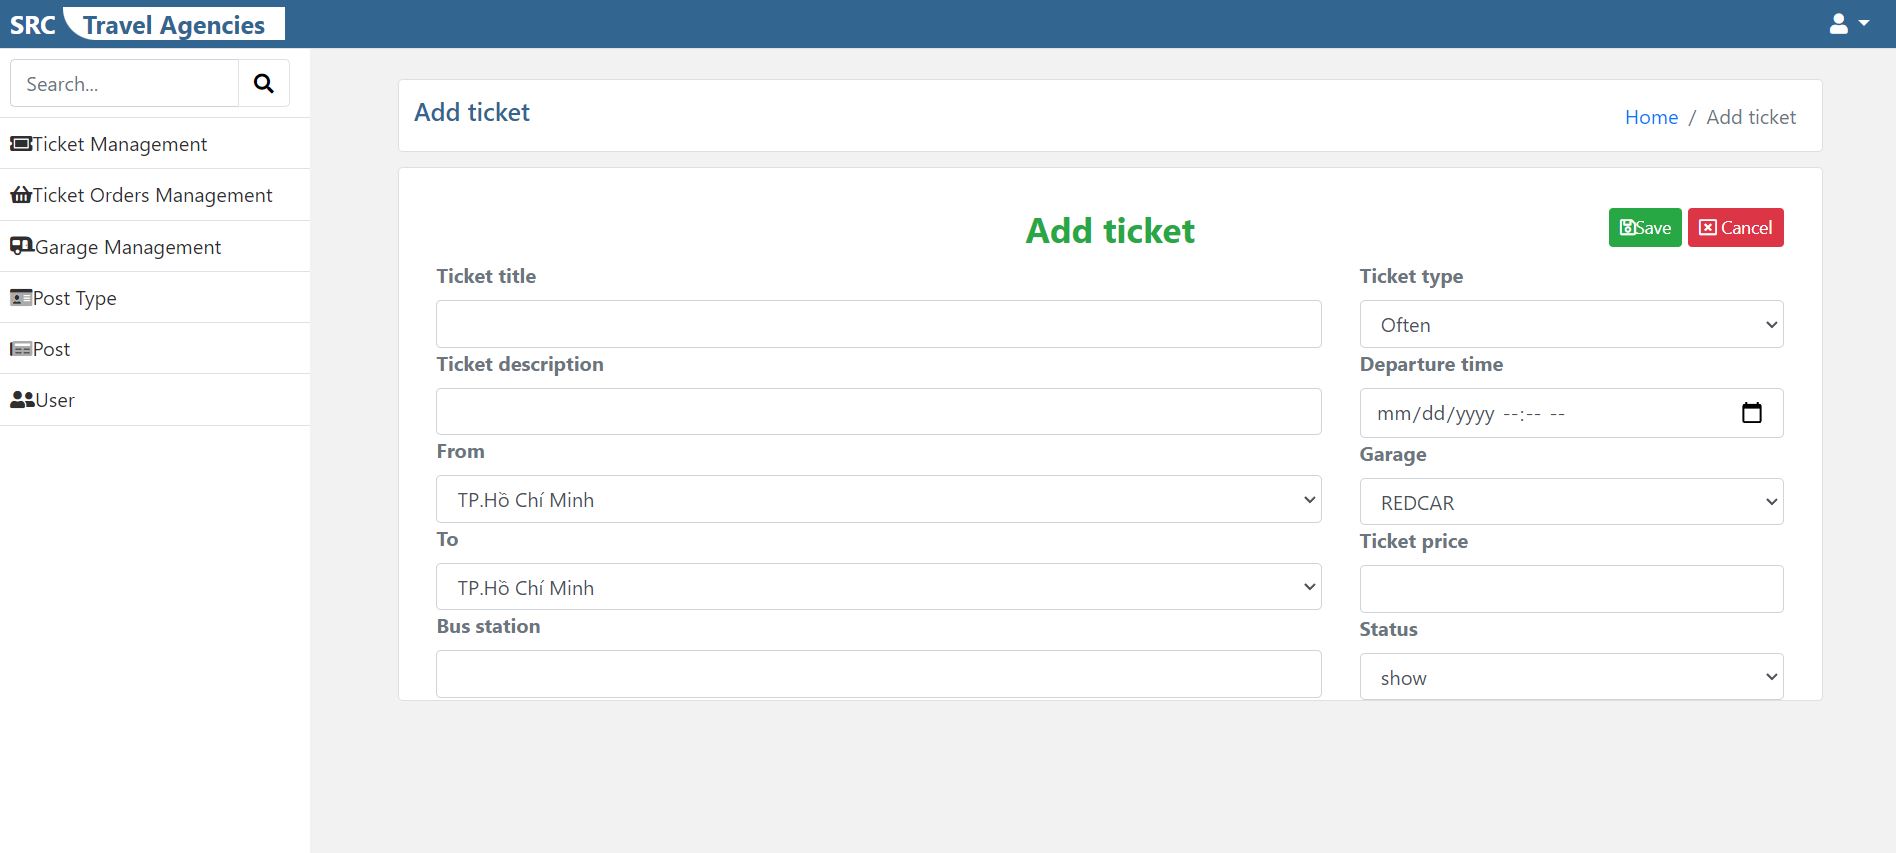 SRC Travel Agencies
Search...
Ticket Management
Ticket Orders Management
Garage Management
Post Type
Post
User
Add ticket
Home / Add ticket
Add ticket
Save Cancel
Ticket title
Ticket type
Often
Ticket description
Departure time
mm/dd/yyyy --:-- --
From
Garage
TP.Hồ Chí Minh
REDCAR
To
Ticket price
TP.Hồ Chí Minh
Bus station
Status
show